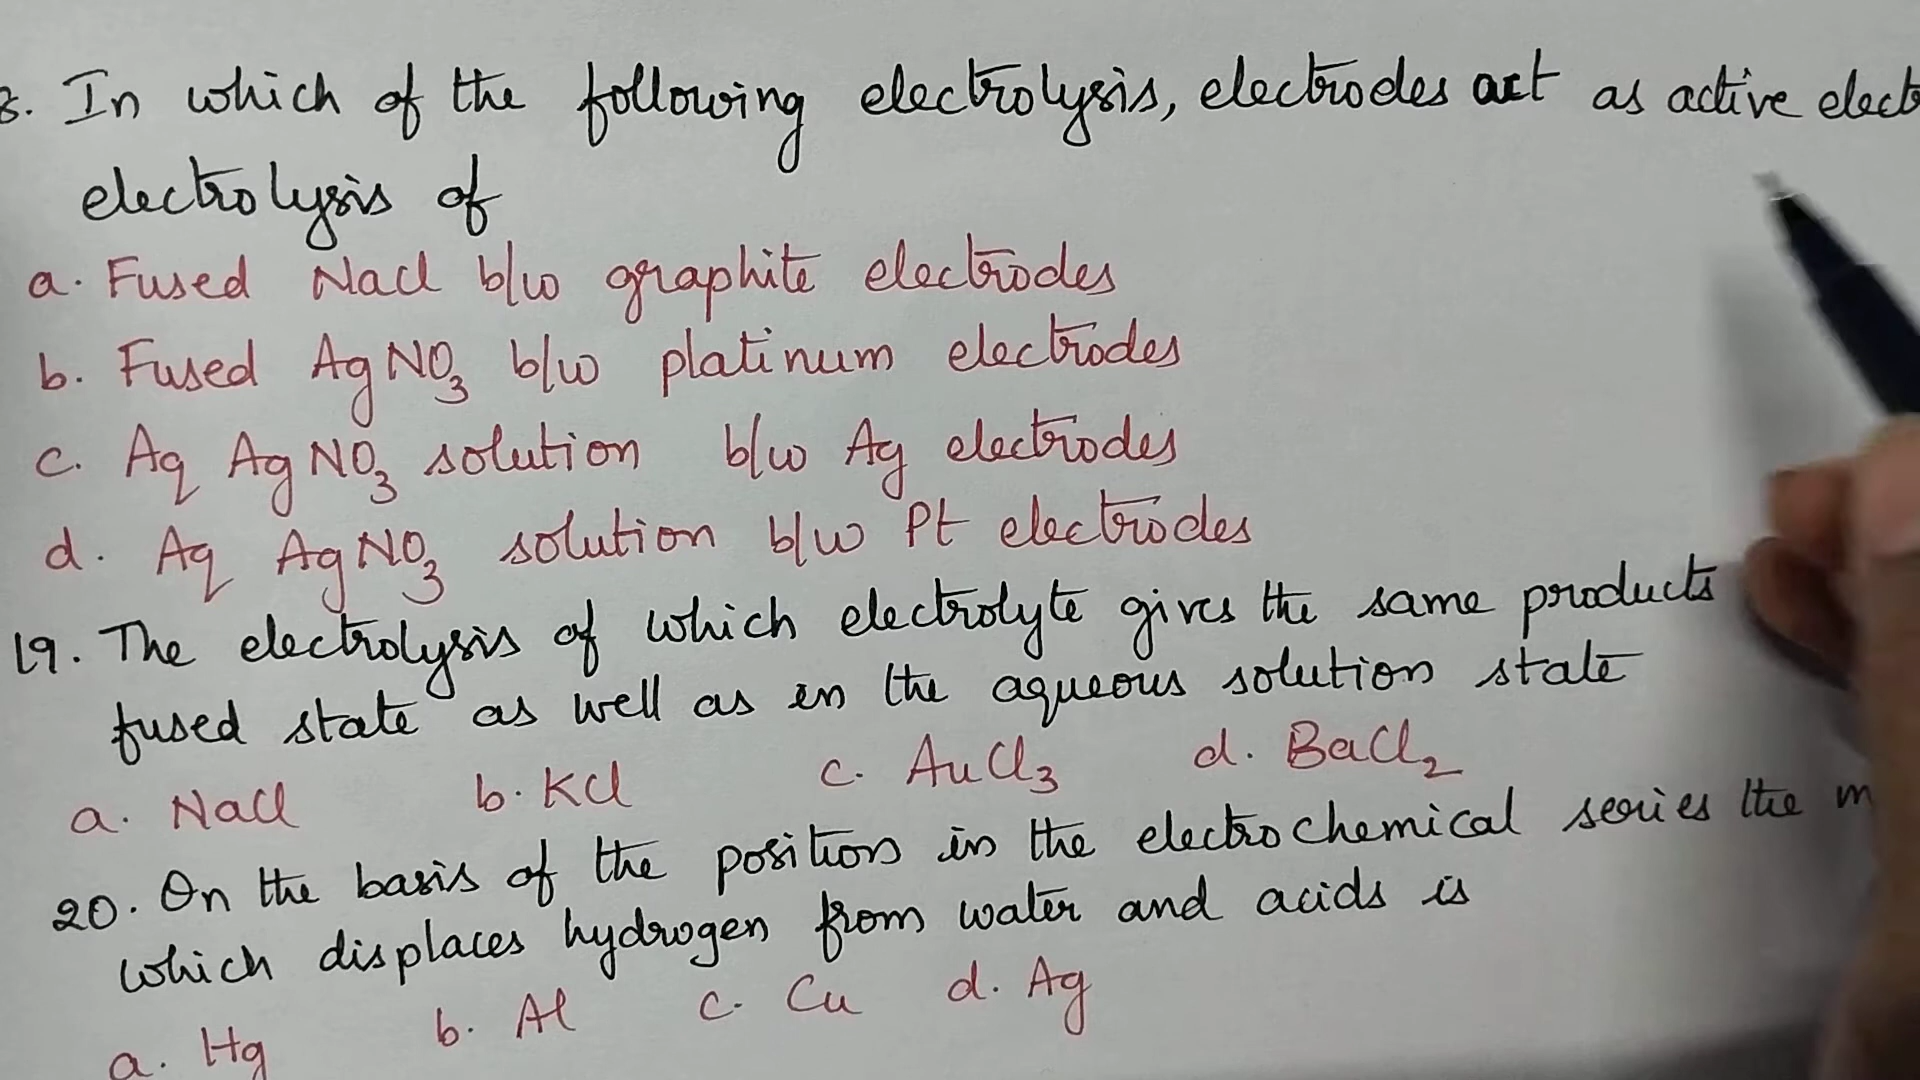 8. In which of the following electrolysis, electrodes act as active elect
electrolysis of
a. Fused Nacl b/w graphite electrodes
b. Fused AgNO3 b/w platinum electrodes
c. Aq AgNO3 solution b/w Ag electrodes
d. Aq AgNO3 solution b/w Pt electrodes
19. The electrolysis of which electrolyte gives the same products
fused state as well as in the aqueous solution state
a. NaCl b. KCl c. AuCl3 d. BaCl2
20. On the basis of the position in the electrochemical series the m
which displaces hydrogen from water and acids is
a. Hg b. Al c. Cu d. Ag